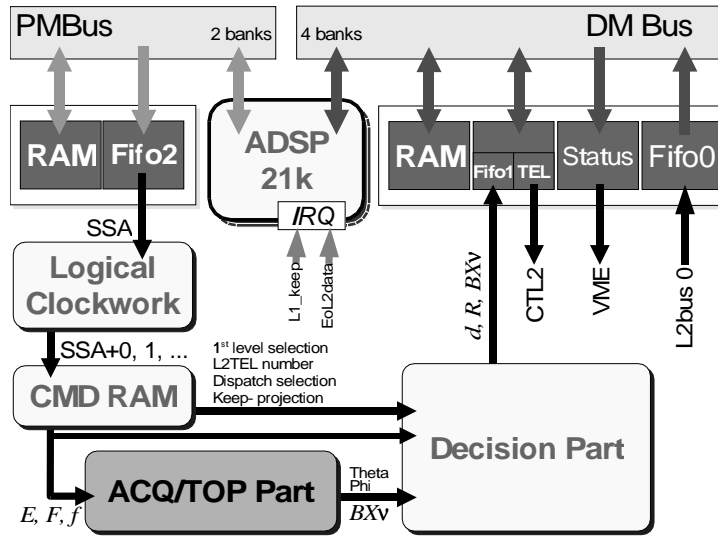 PMBus
2 banks
4 banks
DM Bus
RAM
Fifo2
ADSP
21k
IRQ
RAM
Fifo1
TEL
Status
Fifo0
SSA
L1_keep
EoL2data
d, R, BXν
CTL2
VME
L2bus 0
Logical
Clockwork
SSA+0, 1, ...
1st level selection
L2TEL number
Dispatch selection
Keep- projection
CMD RAM
Decision Part
ACQ/TOP Part
E, F, f
Theta
Phi
BXν